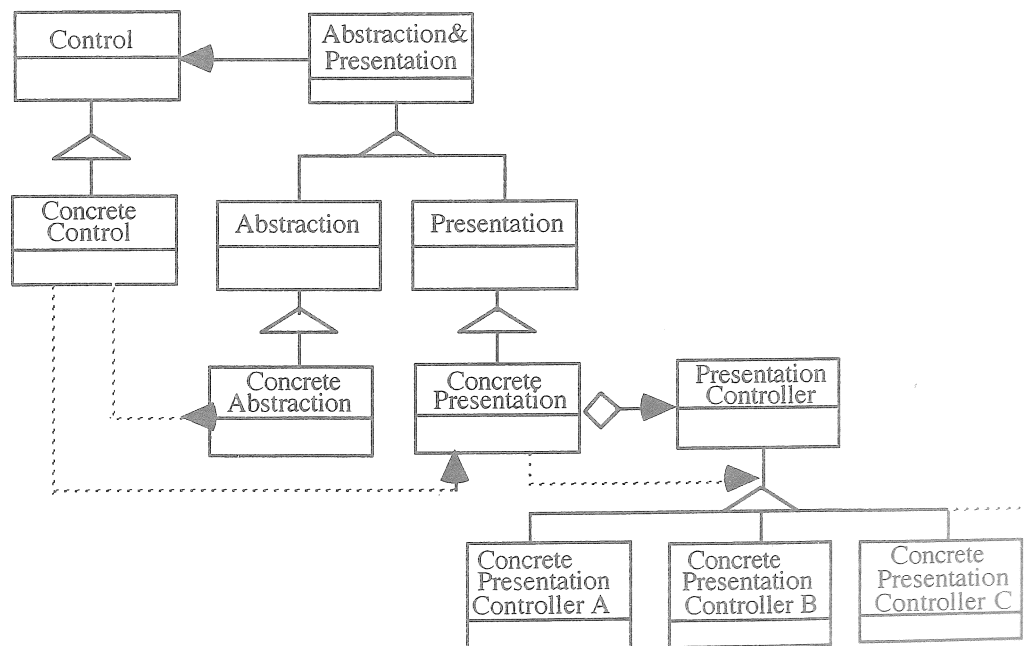 Control
Abstraction&
Presentation
Concrete
Control
Abstraction
Presentation
Concrete
Abstraction
Concrete
Presentation
Presentation
Controller
Concrete
Presentation
Controller A
Concrete
Presentation
Controller B
Concrete
Presentation
Controller C